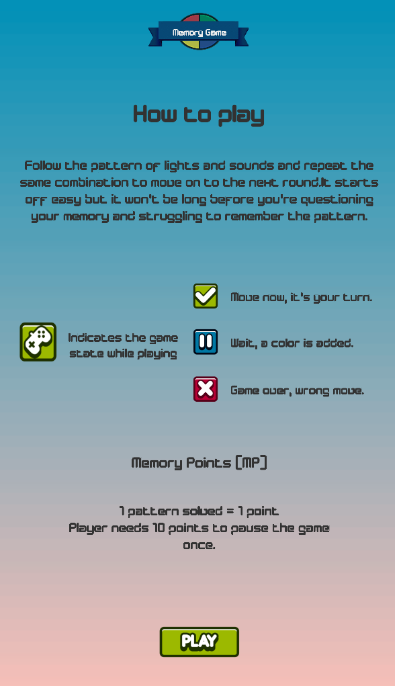 Memory Game
How to play
Follow the pattern of lights and sounds and repeat the
same combination to move on to the next round.It starts
off easy but it won't be long before you're questioning
your memory and struggling to remember the pattern.
Move now, it's your turn.
Indicates the game
state while playing
Wait, a color is added.
Game over, wrong move.
Memory Points [MP]
1 pattern solved = 1 point
Player needs 10 points to pause the game
once.
PLAY